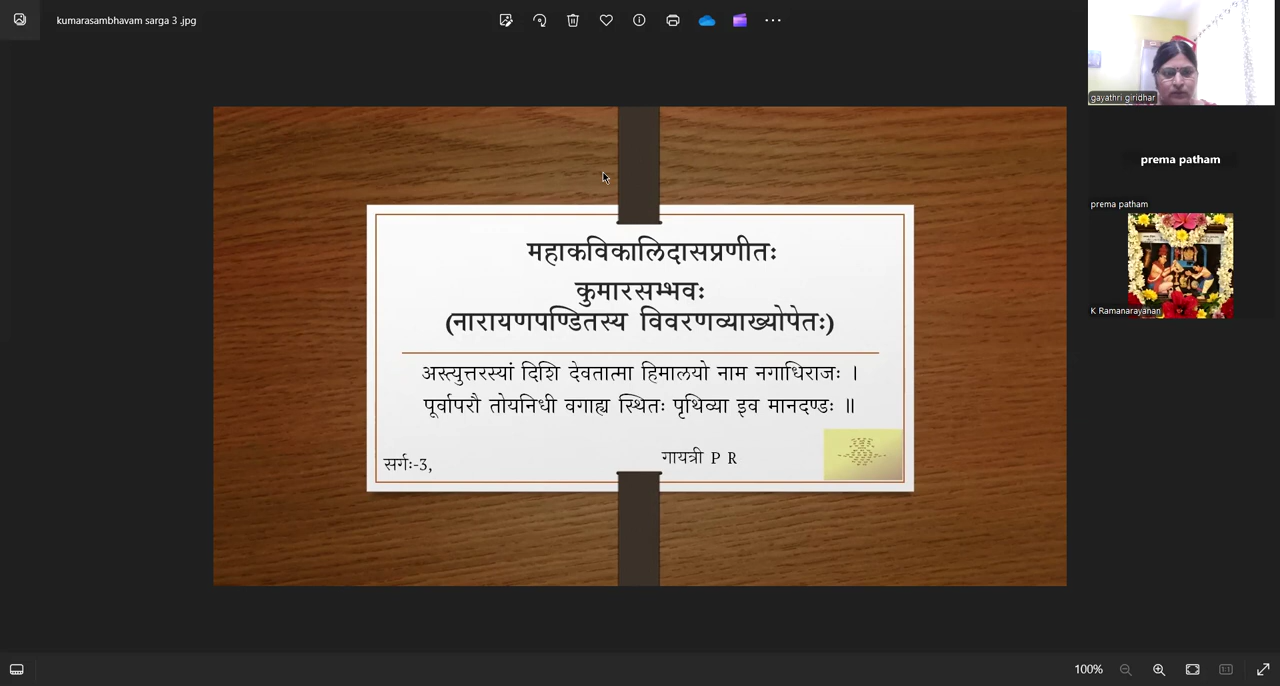 kumarasambhavam sarga 3 .jpg
gayathri giridhar
prema patham
prema patham
K Ramanarayanan
महाकविकालिदासप्रणीतः
कुमारसम्भवः
(नारायणपण्डितस्य विवरणव्याख्योपेतः)
अस्त्युत्तरस्यां दिशि देवतात्मा हिमालयो नाम नगाधिराजः ।
पूर्वापरौ तोयनिधी वगाह्य स्थितः पृथिव्या इव मानदण्डः ॥
सर्गः-3,
गायत्री P R
100%